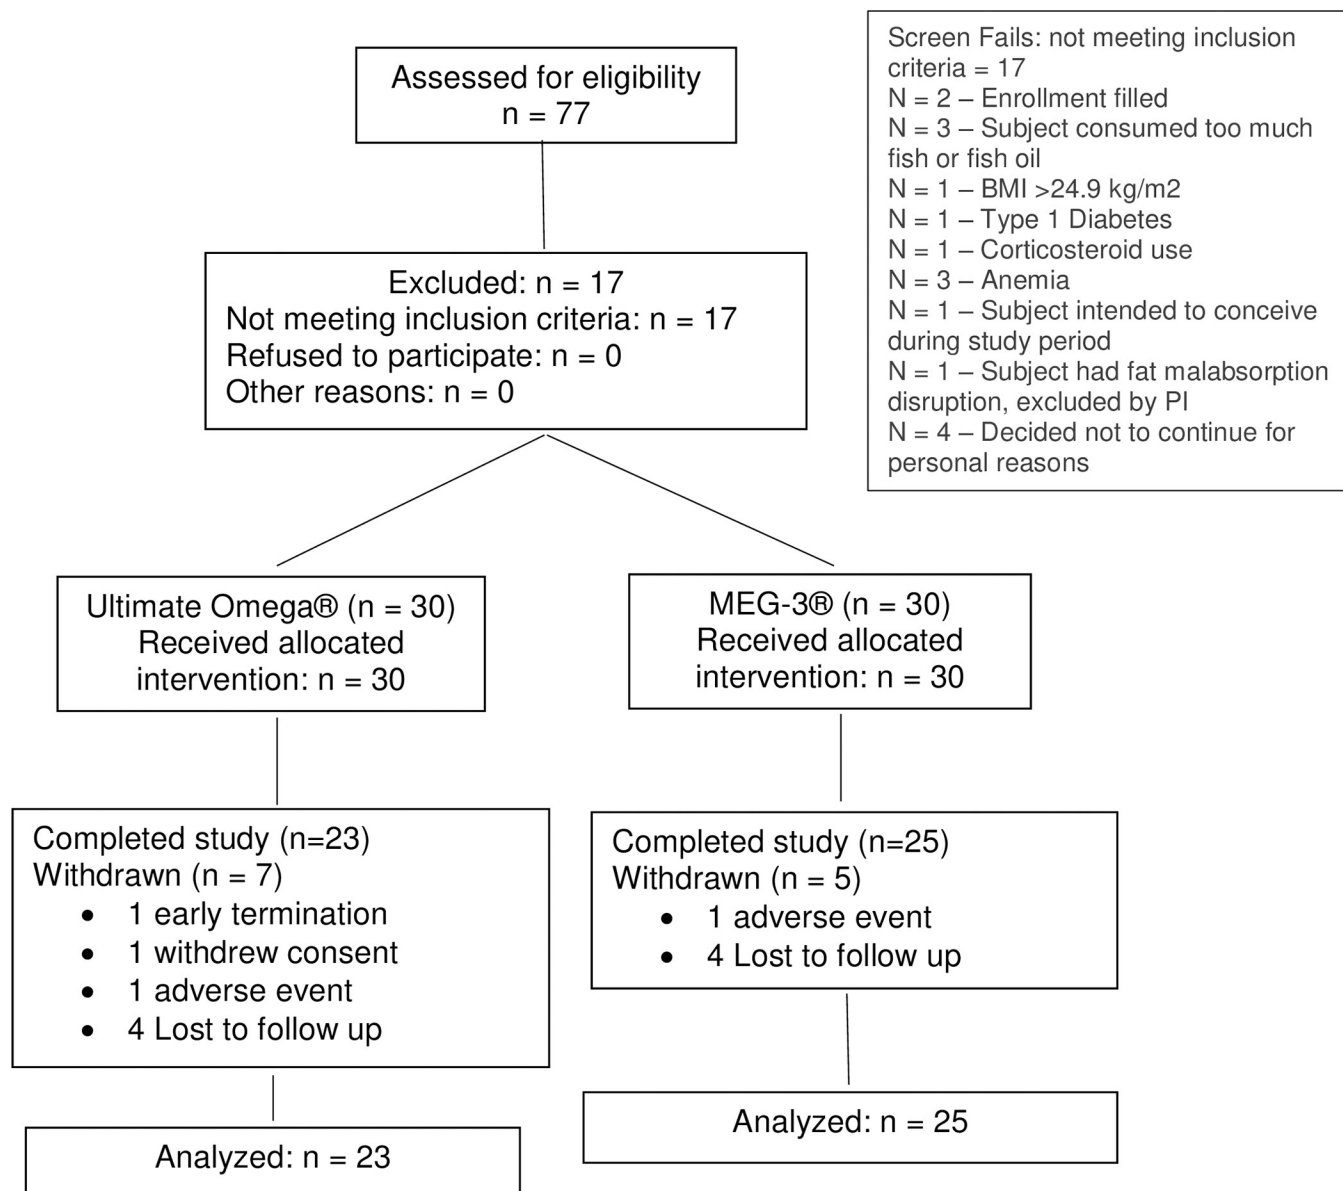 Assessed for eligibility
n = 77
Screen Fails: not meeting inclusion
criteria = 17
N = 2 – Enrollment filled
N = 3 – Subject consumed too much
fish or fish oil
N = 1 – BMI >24.9 kg/m2
N = 1 – Type 1 Diabetes
N = 1 – Corticosteroid use
N = 3 – Anemia
N = 1 – Subject intended to conceive
during study period
N = 1 – Subject had fat malabsorption
disruption, excluded by PI
N = 4 – Decided not to continue for
personal reasons
Excluded: n = 17
Not meeting inclusion criteria: n = 17
Refused to participate: n = 0
Other reasons: n = 0
Ultimate Omega® (n = 30)
Received allocated
intervention: n = 30
MEG-3® (n = 30)
Received allocated
intervention: n = 30
Completed study (n=23)
Withdrawn (n = 7)
• 1 early termination
• 1 withdrew consent
• 1 adverse event
• 4 Lost to follow up
Completed study (n=25)
Withdrawn (n = 5)
• 1 adverse event
• 4 Lost to follow up
Analyzed: n = 23
Analyzed: n = 25